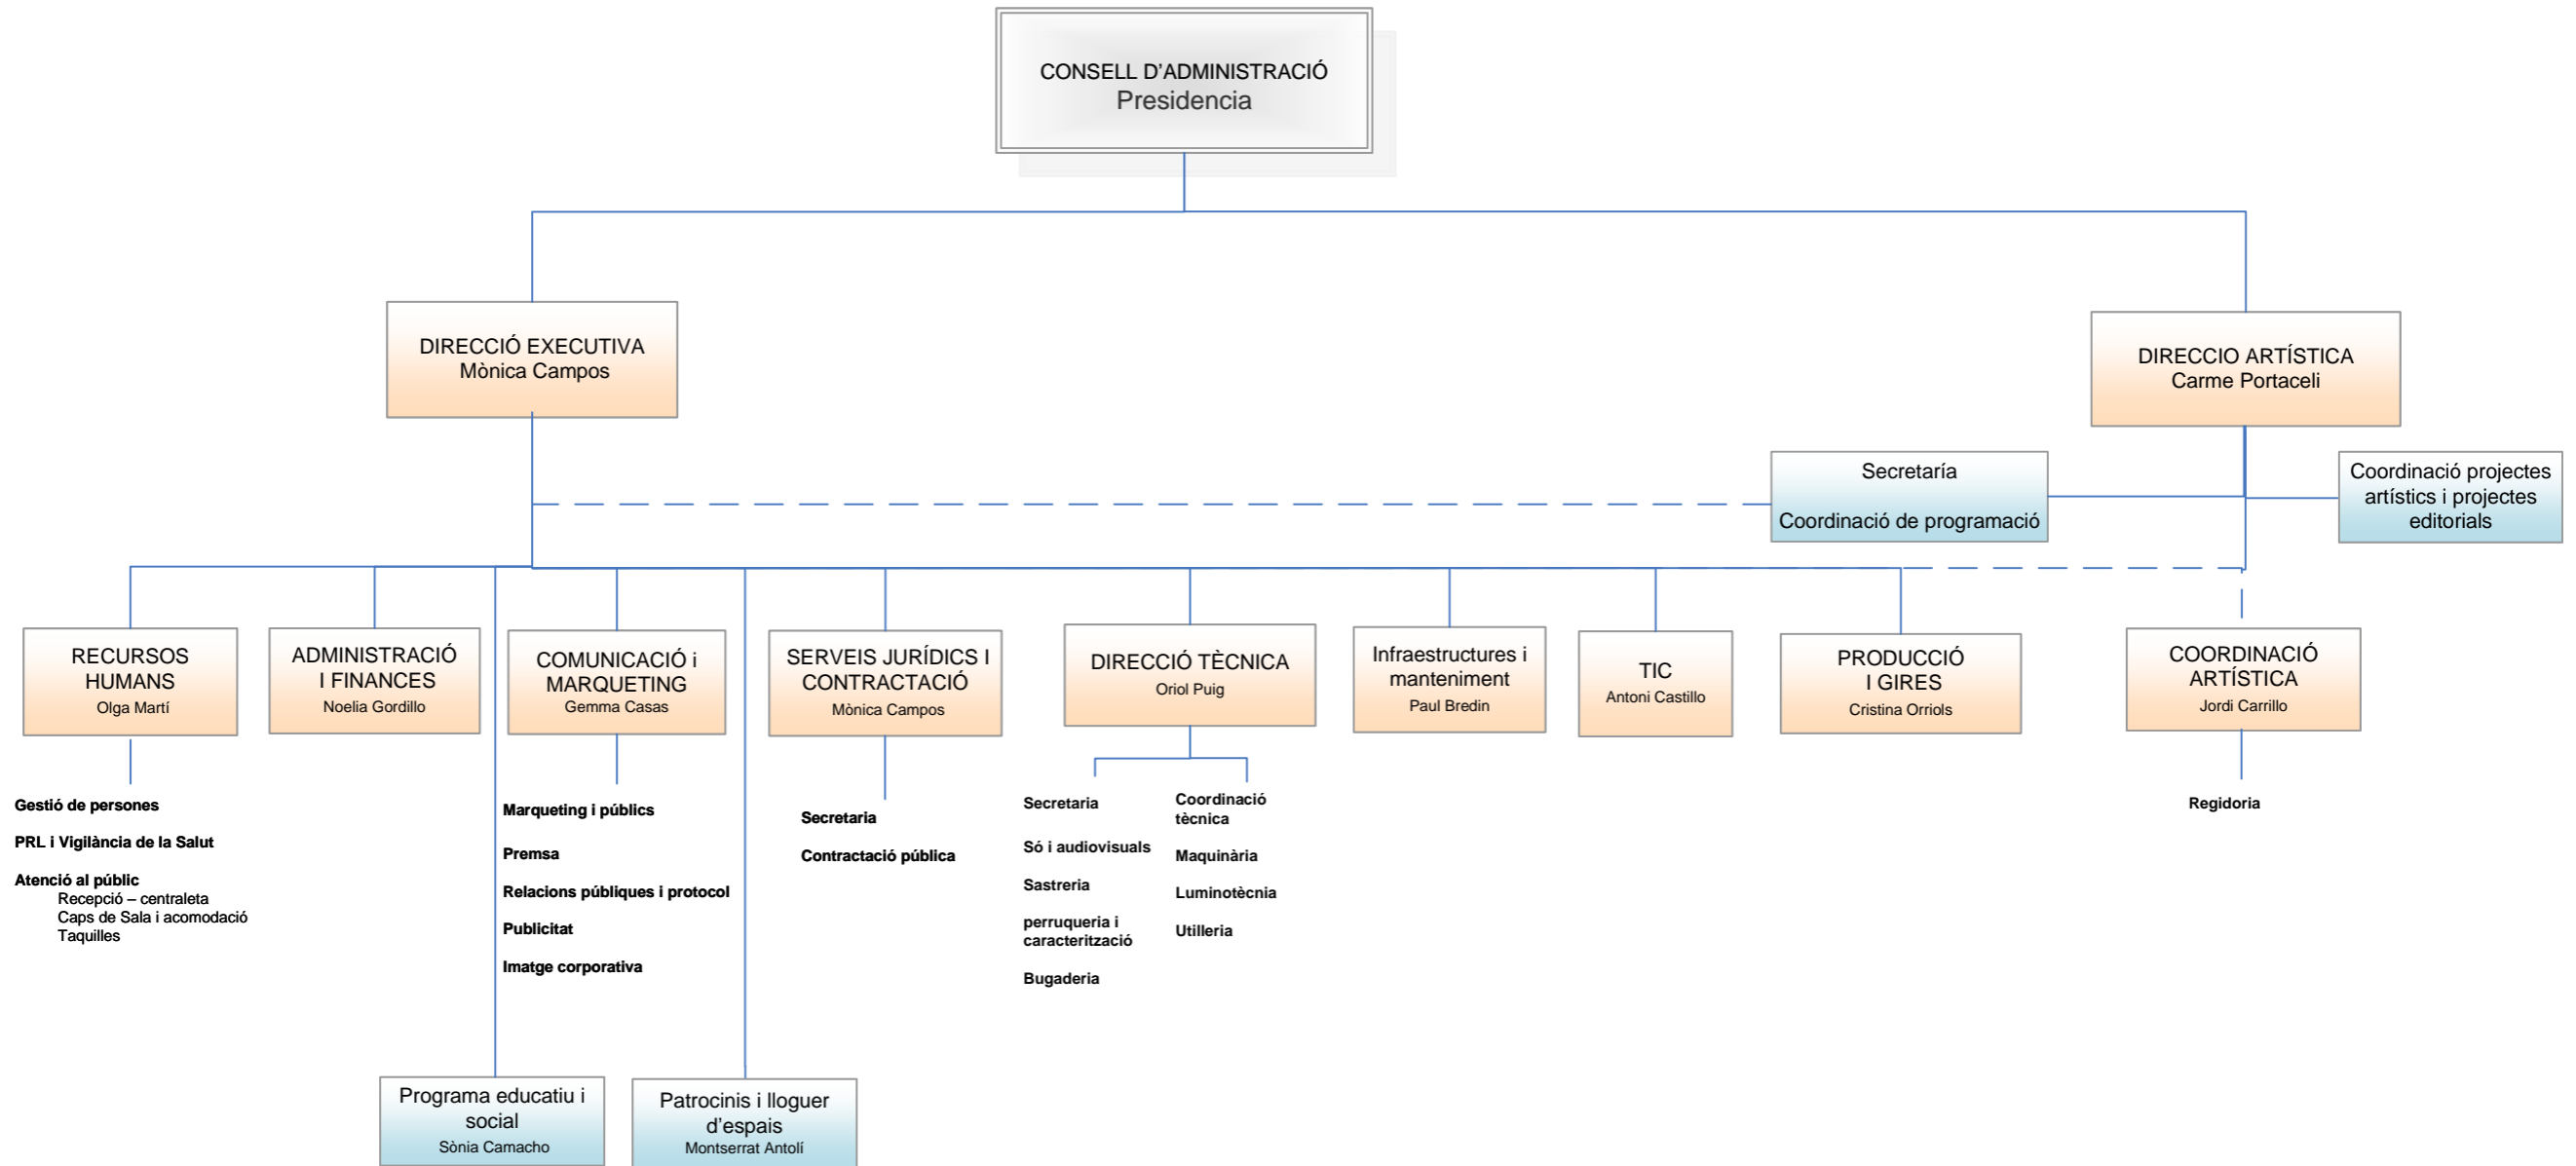 CONSELL D'ADMINISTRACIÓ
Presidencia
DIRECCIÓ EXECUTIVA
Mònica Campos
DIRECCIO ARTÍSTICA
Carme Portaceli
Secretaría
Coordinació de programació
Coordinació projectes
artístics i projectes
editorials
RECURSOS
HUMANS
Olga Martí
ADMINISTRACIÓ
I FINANCES
Noelia Gordillo
COMUNICACIÓ i
MARQUETING
Gemma Casas
SERVEIS JURÍDICS I
CONTRACTACIÓ
Mònica Campos
DIRECCIÓ TÈCNICA
Oriol Puig
Infraestructures i
manteniment
Paul Bredin
TIC
Antoni Castillo
PRODUCCIÓ
I GIRES
Cristina Orriols
COORDINACIÓ
ARTÍSTICA
Jordi Carrillo
Gestió de persones
PRL i Vigilància de la Salut
Atenció al públic
Recepció – centraleta
Caps de Sala i acomodació
Taquilles
Marqueting i públics
Premsa
Relacions públiques i protocol
Publicitat
Imatge corporativa
Secretaria
Contractació pública
Secretaria
Só i audiovisuals
Sastreria
perruqueria i
caracterització
Bugaderia
Coordinació
tècnica
Maquinària
Luminotècnia
Utilleria
Regidoria
Programa educatiu i
social
Sònia Camacho
Patrocinis i lloguer
d'espais
Montserrat Antolí